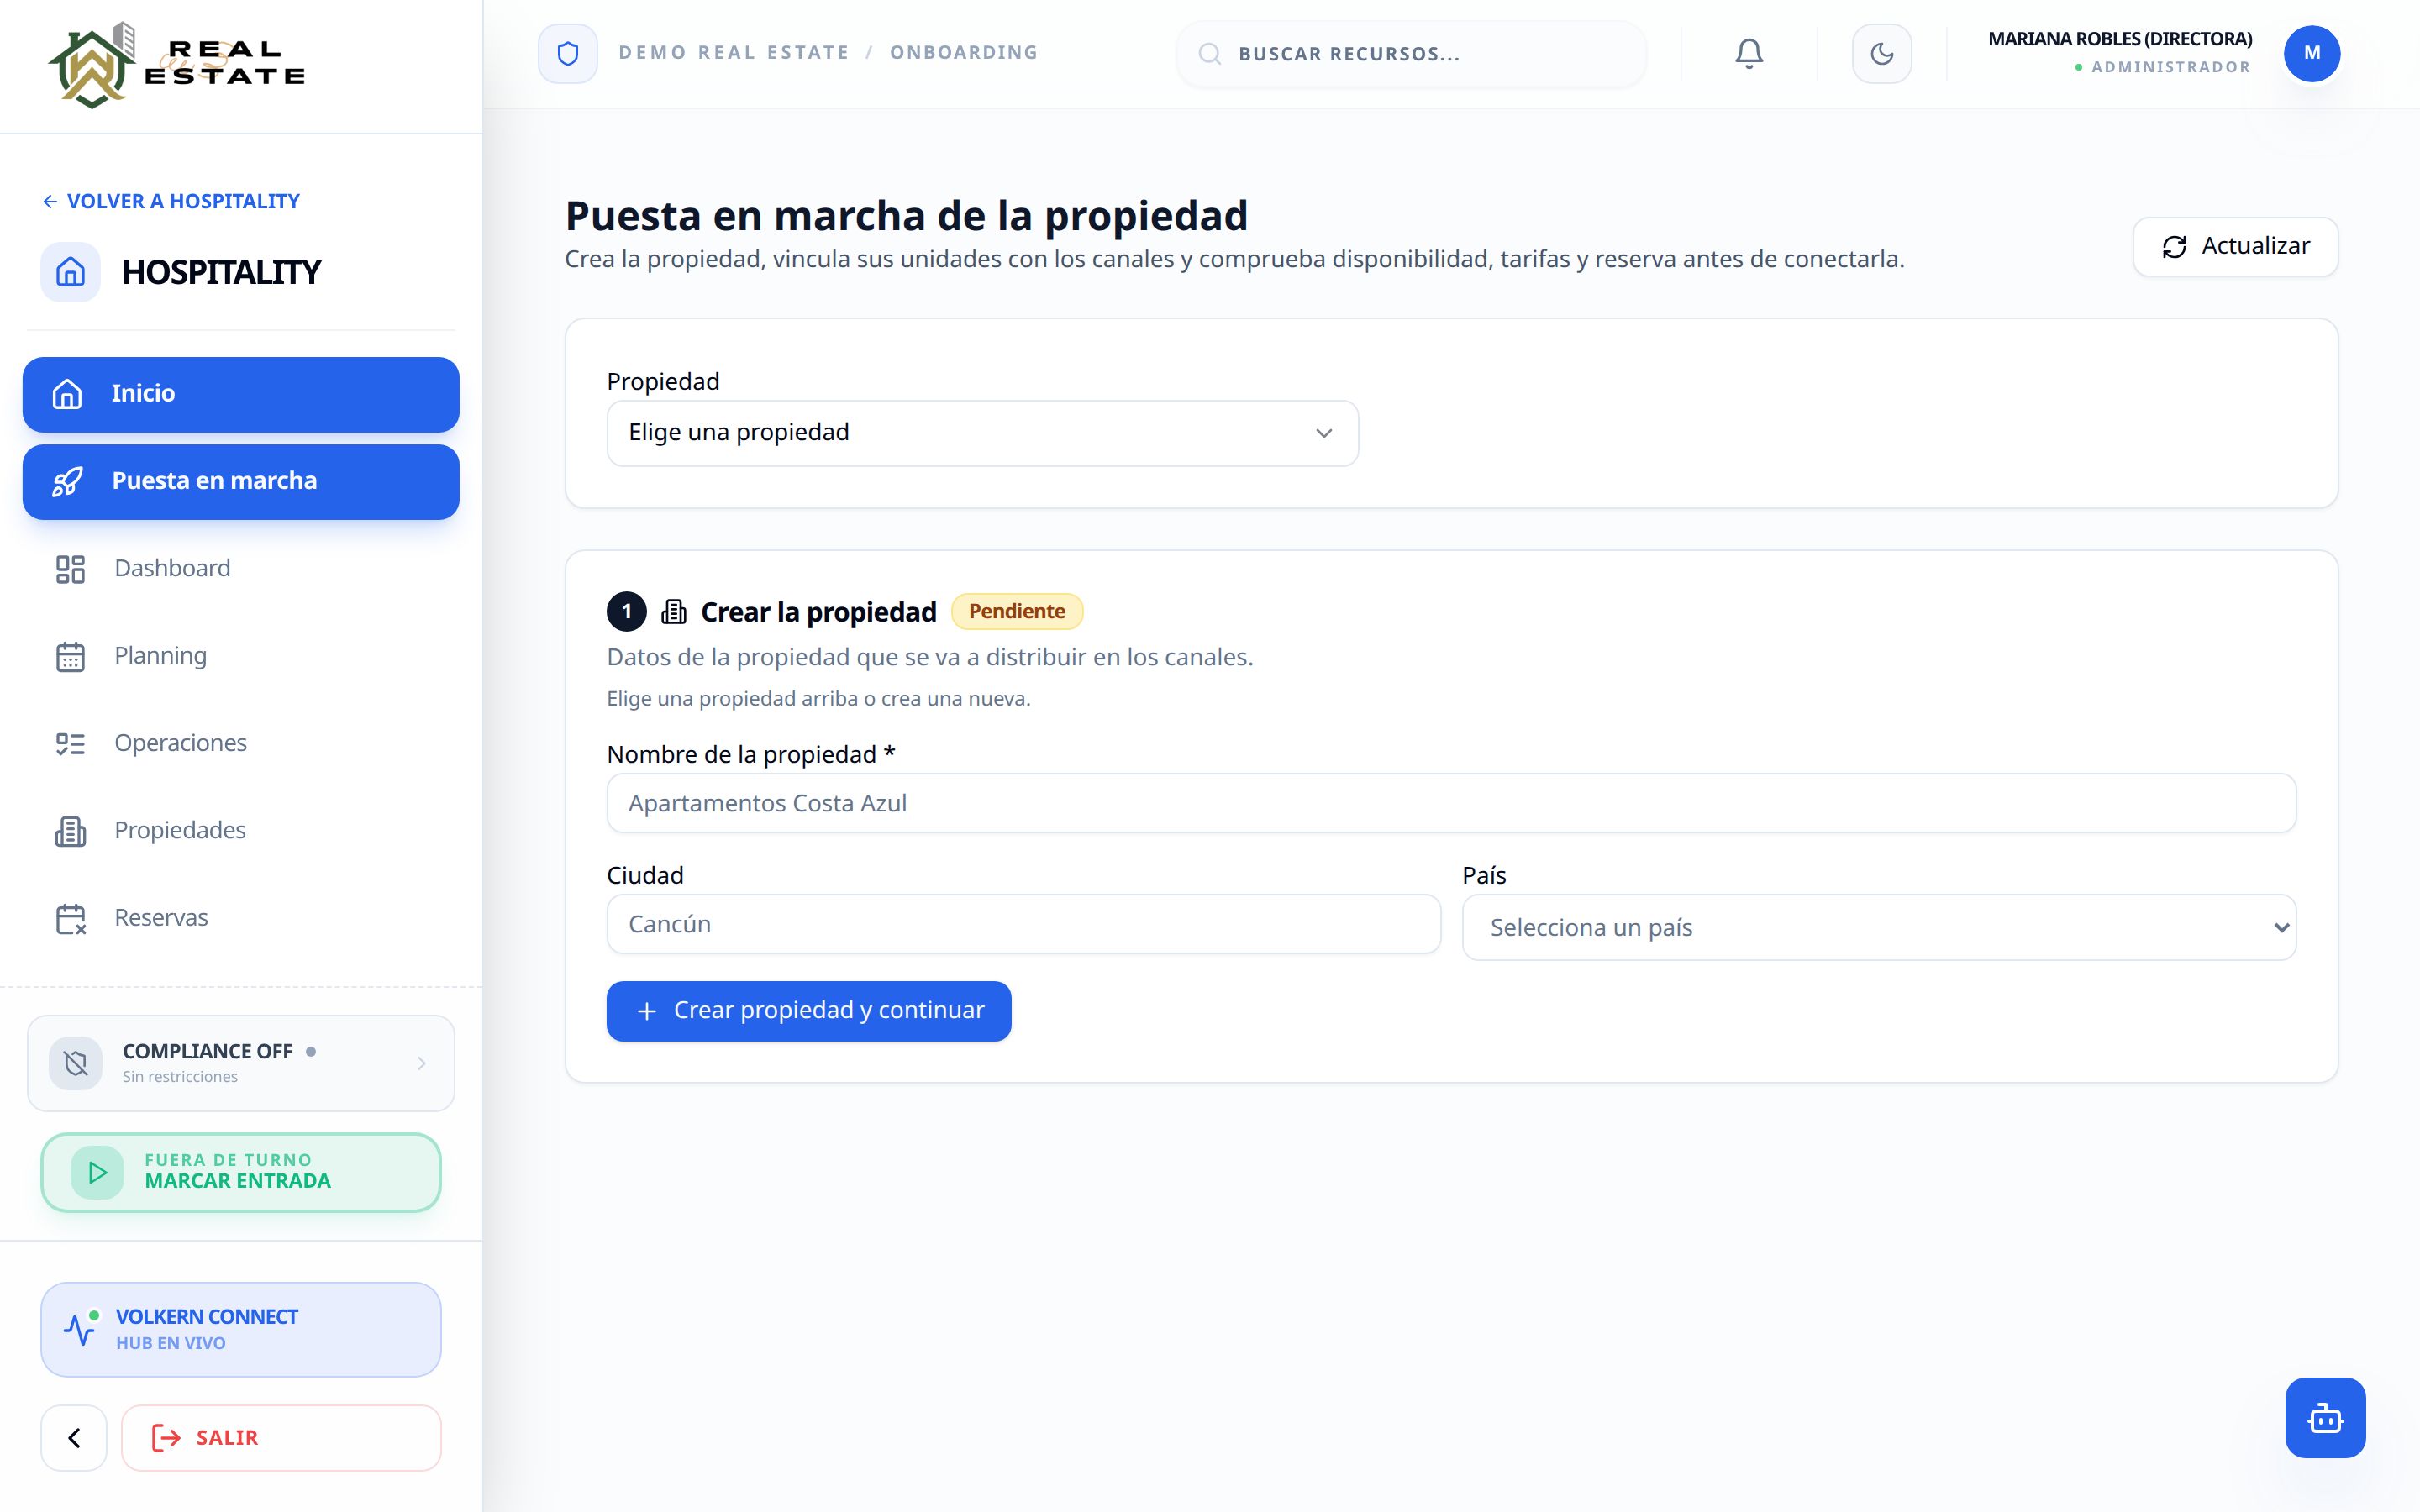 REAL
ESTATE
VOLVER A HOSPITALITY
HOSPITALITY
Inicio
Puesta en marcha
Dashboard
Planning
Operaciones
Propiedades
Reservas
COMPLIANCE OFF
Sin restricciones
FUERA DE TURNO
MARCAR ENTRADA
VOLKERN CONNECT
HUB EN VIVO
SALIR
DEMO REAL ESTATE / ONBOARDING
BUSCAR RECURSOS...
MARIANA ROBLES (DIRECTORA)
ADMINISTRADOR
M
Puesta en marcha de la propiedad
Crea la propiedad, vincula sus unidades con los canales y comprueba disponibilidad, tarifas y reserva antes de conectarla.
Actualizar
Propiedad
Elige una propiedad
1 Crear la propiedad Pendiente
Datos de la propiedad que se va a distribuir en los canales.
Elige una propiedad arriba o crea una nueva.
Nombre de la propiedad *
Apartamentos Costa Azul
Ciudad País
Cancún Selecciona un país
Crear propiedad y continuar